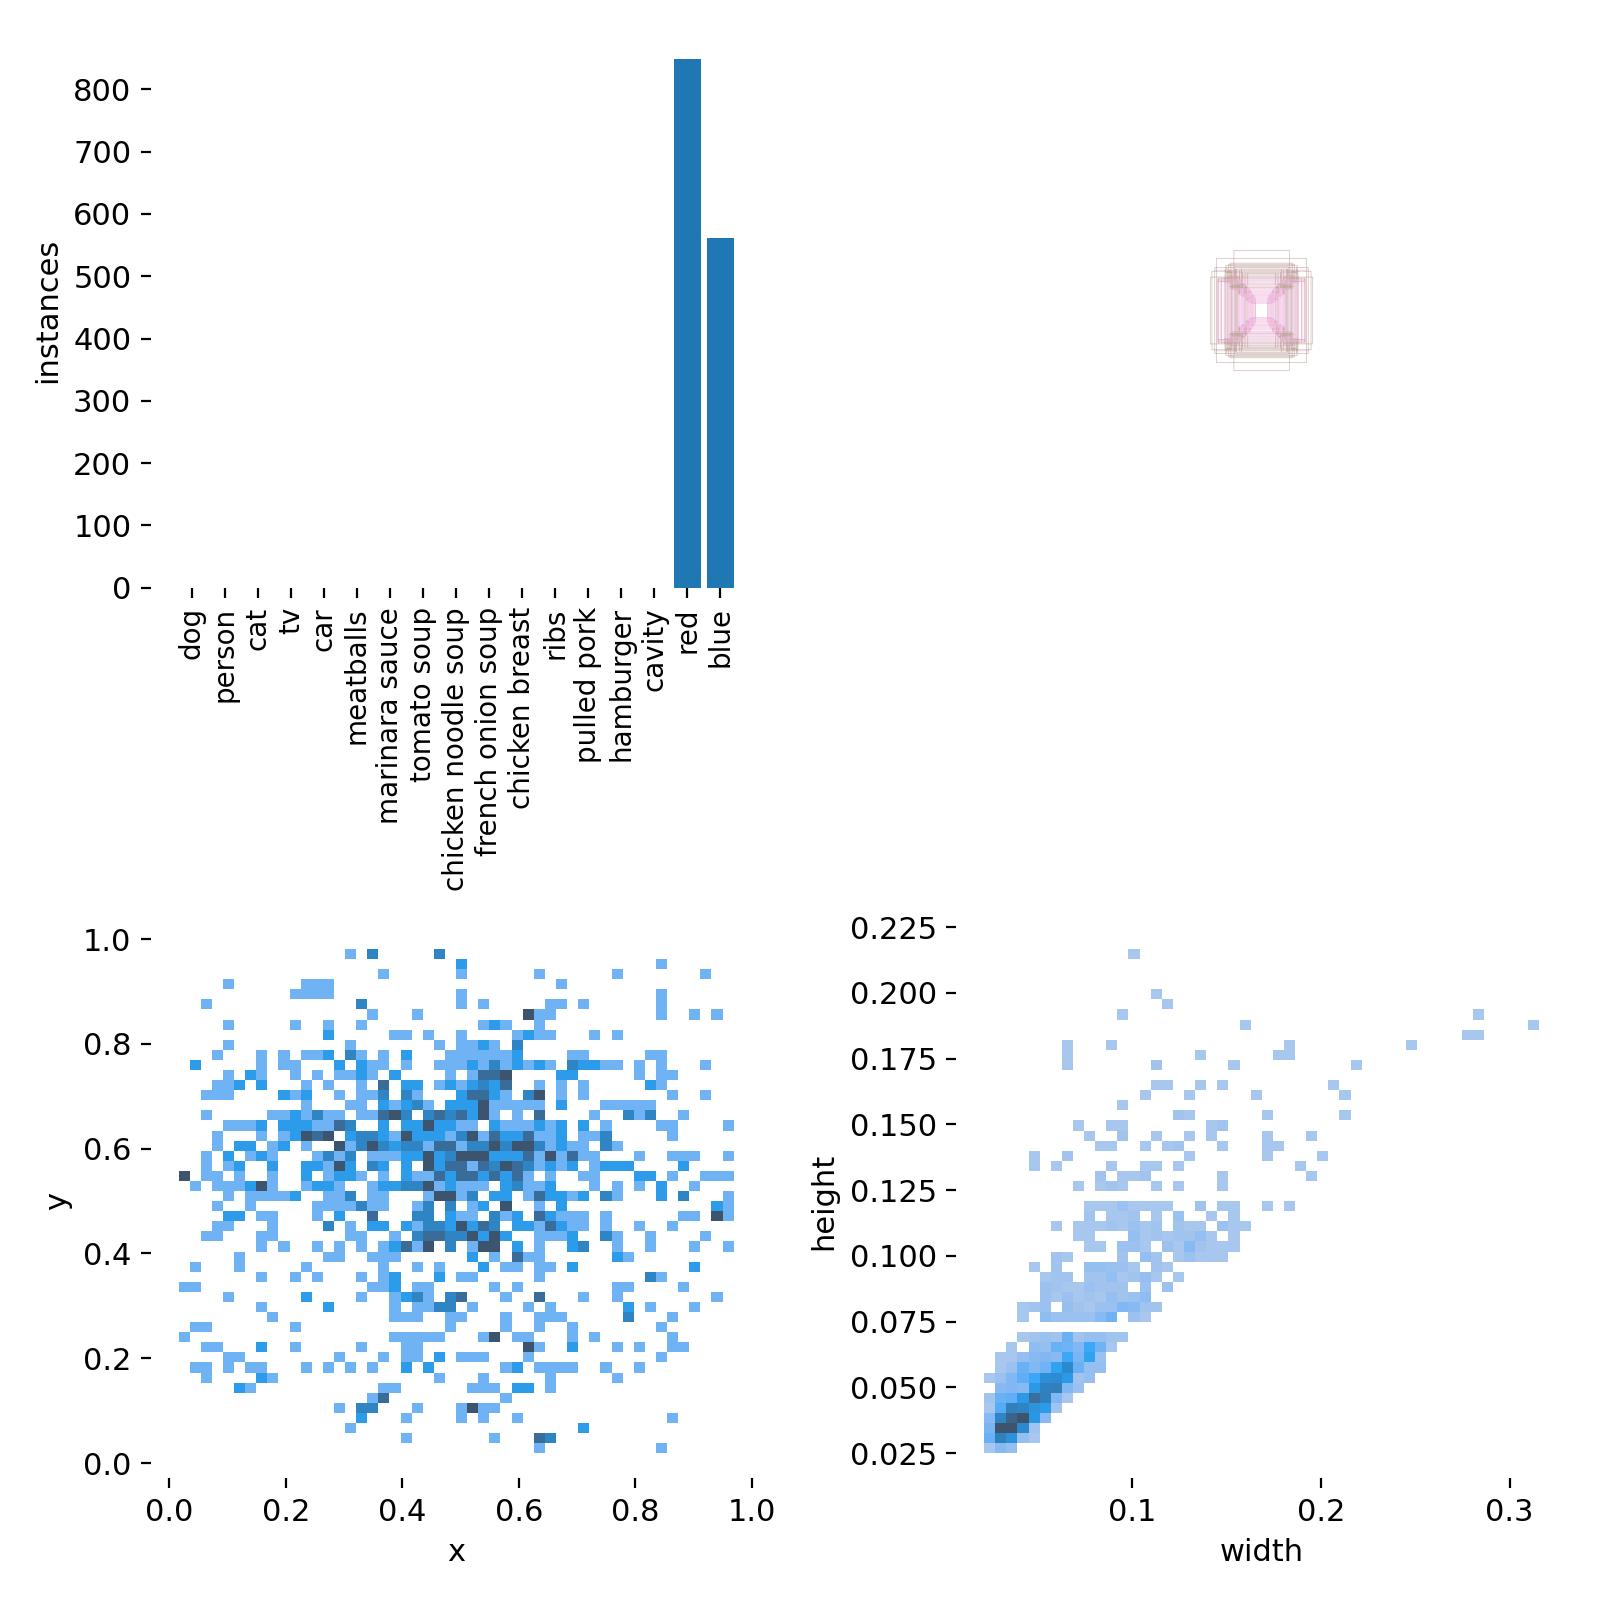 800
700
600
500
400
300
200
100
0
instances
dog
person
cat
tv
car
meatballs
marinara sauce
tomato soup
chicken noodle soup
french onion soup
chicken breast
ribs
pulled pork
hamburger
cavity
red
blue
1.0
0.8
0.6
0.4
0.2
0.0
y
0.0 0.2 0.4 0.6 0.8 1.0
x
0.225
0.200
0.175
0.150
0.125
0.100
0.075
0.050
0.025
height
0.1 0.2 0.3
width